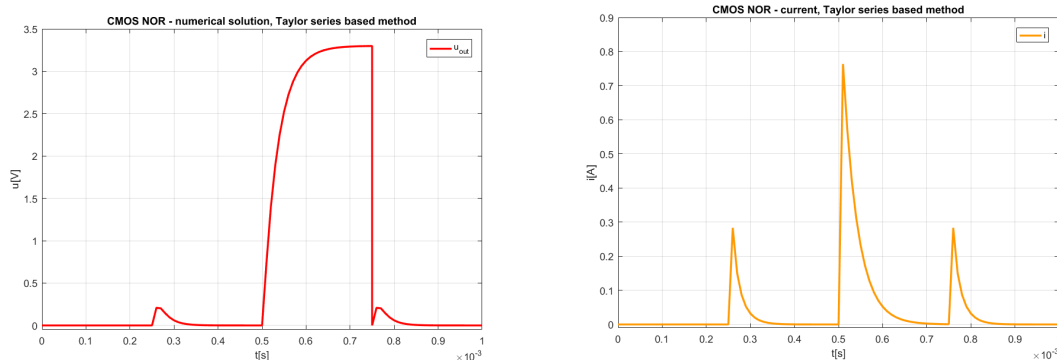 CMOS NOR - numerical solution, Taylor series based method
3.5
3
2.5
2
1.5
1
0.5
0
u[V]
u_out
0 0.1 0.2 0.3 0.4 0.5 0.6 0.7 0.8 0.9 1
t[s]
×10⁻³
CMOS NOR - current, Taylor series based method
0.9
0.8
0.7
0.6
0.5
0.4
0.3
0.2
0.1
0
i[A]
i
0 0.1 0.2 0.3 0.4 0.5 0.6 0.7 0.8 0.9
t[s]
×10⁻³